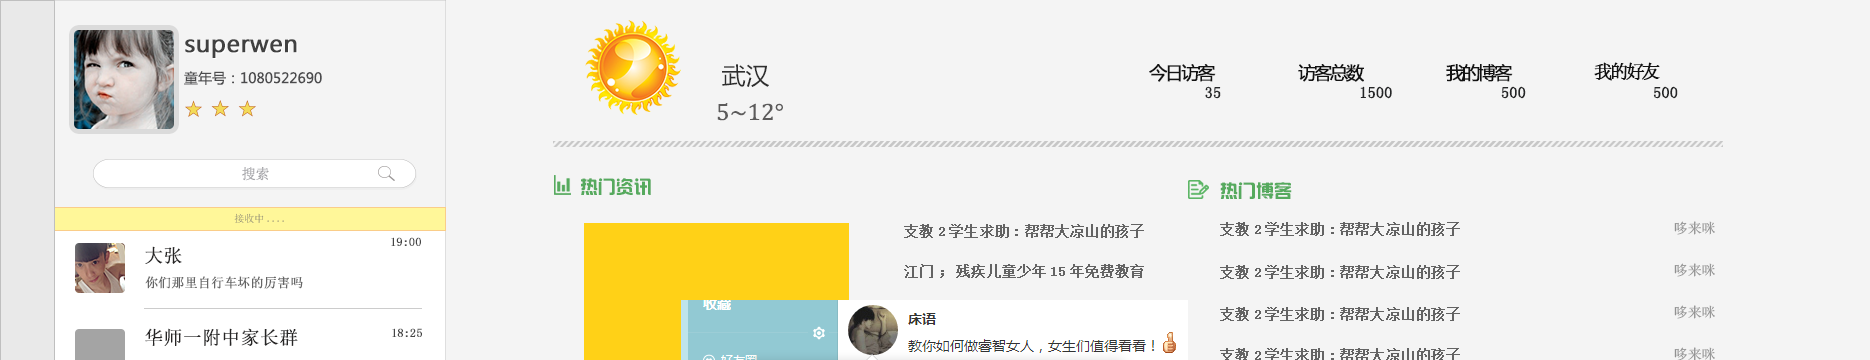 superwen
童年号：1080522690
搜索
接收中....
大张
19:00
你们那里自行车坏的厉害吗
华师一附中家长群
18:25
武汉
5~12°
今日访客
35
访客总数
1500
我的博客
500
我的好友
500
热门资讯
支教 2 学生求助：帮帮大凉山的孩子
江门 ；残疾儿童少年 15 年免费教育
收藏
好友圈
床语
教你如何做睿智女人，女生们值得看看！
热门博客
支教 2 学生求助：帮帮大凉山的孩子 哆来咪
支教 2 学生求助：帮帮大凉山的孩子 哆来咪
支教 2 学生求助：帮帮大凉山的孩子 哆来咪
支教 2 学生求助：帮帮大凉山的孩子 哆来咪